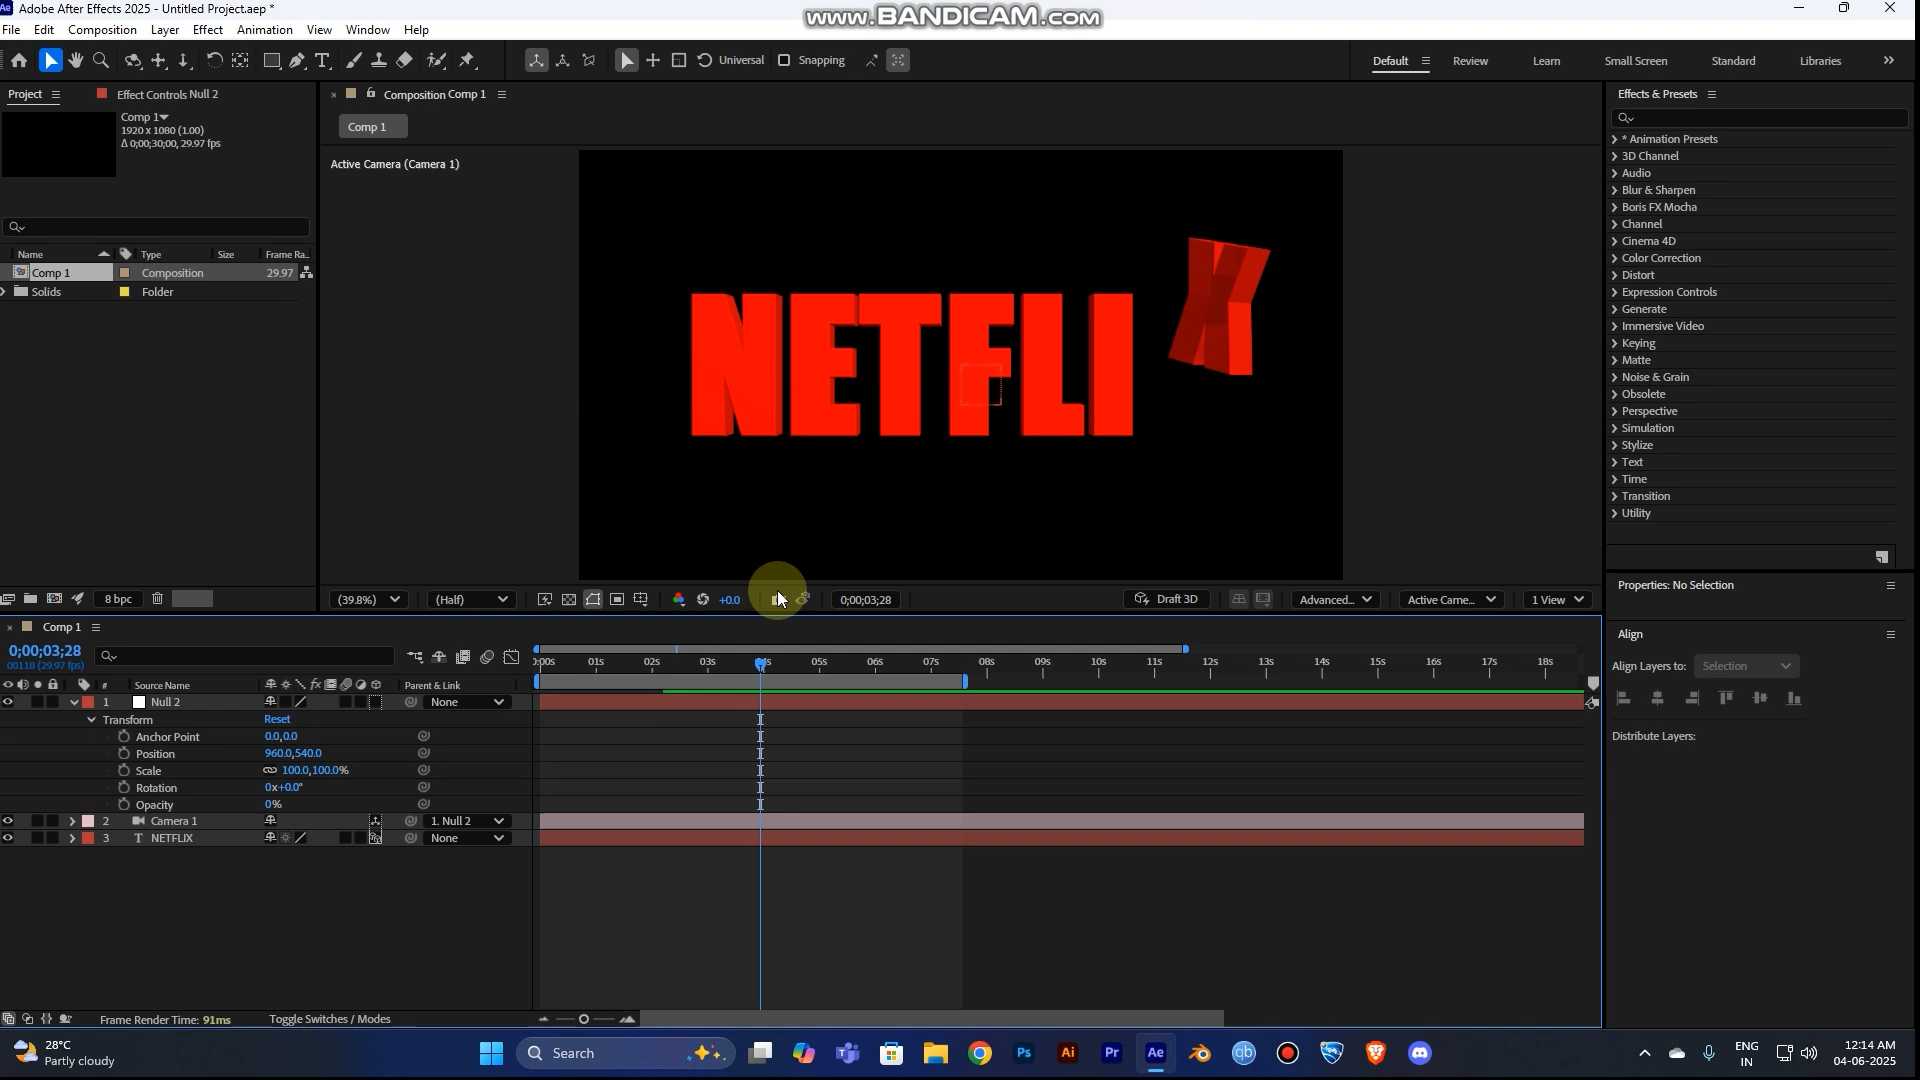 Adobe After Effects 2025 - Untitled Project.aep *
www.BANDICAM.com
File Edit Composition Layer Effect Animation View Window Help
Universal Snapping
Default Review Learn Small Screen Standard Libraries
Project Effect Controls Null 2
Composition Comp 1
Effects & Presets
Comp 1
1920 x 1080 (1.00)
Δ 0;00;30;00, 29.97 fps
Comp 1
Active Camera (Camera 1)
* Animation Presets
3D Channel
Audio
Blur & Sharpen
Boris FX Mocha
Channel
Cinema 4D
Color Correction
Distort
Expression Controls
Generate
Immersive Video
Keying
Matte
Noise & Grain
Obsolete
Perspective
Simulation
Stylize
Text
Time
Transition
Utility
Name Type Size Frame Ra..
Comp 1 Composition 29.97
Solids Folder
NETFLIX
8 bpc
(39.8%) (Half) +0.0 0;00;03;28 Draft 3D Advanced... Active Came... 1 View
Properties: No Selection
Align
Align Layers to: Selection
Distribute Layers:
Comp 1
0;00;03;28
00118 (29.97 fps)
:00s 01s 02s 03s 05s 06s 07s 08s 09s 10s 11s 12s 13s 14s 15s 16s 17s 18s
# Source Name fx Parent & Link
1 Null 2 None
Transform Reset
Anchor Point 0.0,0.0
Position 960.0,540.0
Scale 100.0,100.0%
Rotation 0x+0.0°
Opacity 0%
2 Camera 1 1. Null 2
3 T NETFLIX None
Frame Render Time: 91ms Toggle Switches / Modes
28°C
Partly cloudy
Search
Ps Ai Pr Ae qb
ENG
IN
12:14 AM
04-06-2025